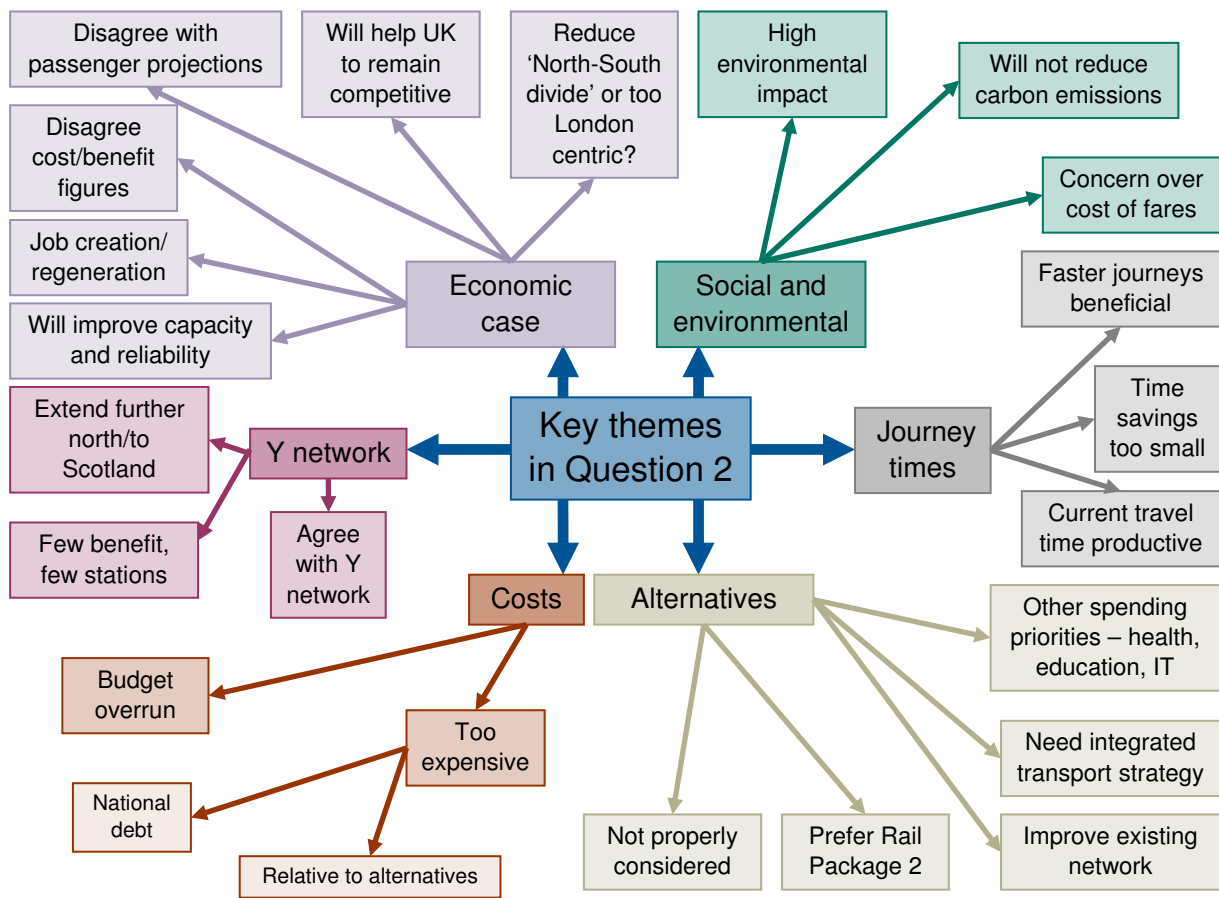 Disagree with
passenger projections
Will help UK
to remain
competitive
Reduce
‘North-South
divide’ or too
London
centric?
High
environmental
impact
Will not reduce
carbon emissions
Disagree
cost/benefit
figures
Concern over
cost of fares
Job creation/
regeneration
Will improve capacity
and reliability
Economic
case
Social and
environmental
Faster journeys
beneficial
Extend further
north/to
Scotland
Y network
Key themes
in Question 2
Journey
times
Time
savings
too small
Few benefit,
few stations
Agree
with Y
network
Current travel
time productive
Costs
Alternatives
Other spending
priorities – health,
education, IT
Budget
overrun
Too
expensive
Need integrated
transport strategy
National
debt
Relative to alternatives
Not properly
considered
Prefer Rail
Package 2
Improve existing
network